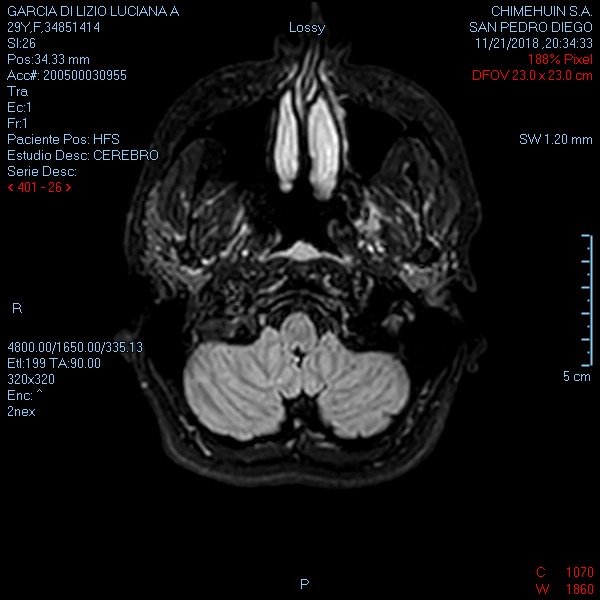 GARCIA DI LIZIO LUCIANA A
29Y,F,34851414
Sl:26
Pos:34.33 mm
Acc#: 200500030955
Tra
Ec:1
Fr:1
Paciente Pos: HFS
Estudio Desc: CEREBRO
Serie Desc:
< 401 - 26 >
Lossy
CHIMEHUIN S.A.
SAN PEDRO DIEGO
11/21/2018 ,20:34:33
188% Pixel
DFOV 23.0 x 23.0 cm
SW 1.20 mm
R
4800.00/1650.00/335.13
Etl:199 TA:90.00
320x320
Enc: ^
2nex
5 cm
P
C 1070
W 1860